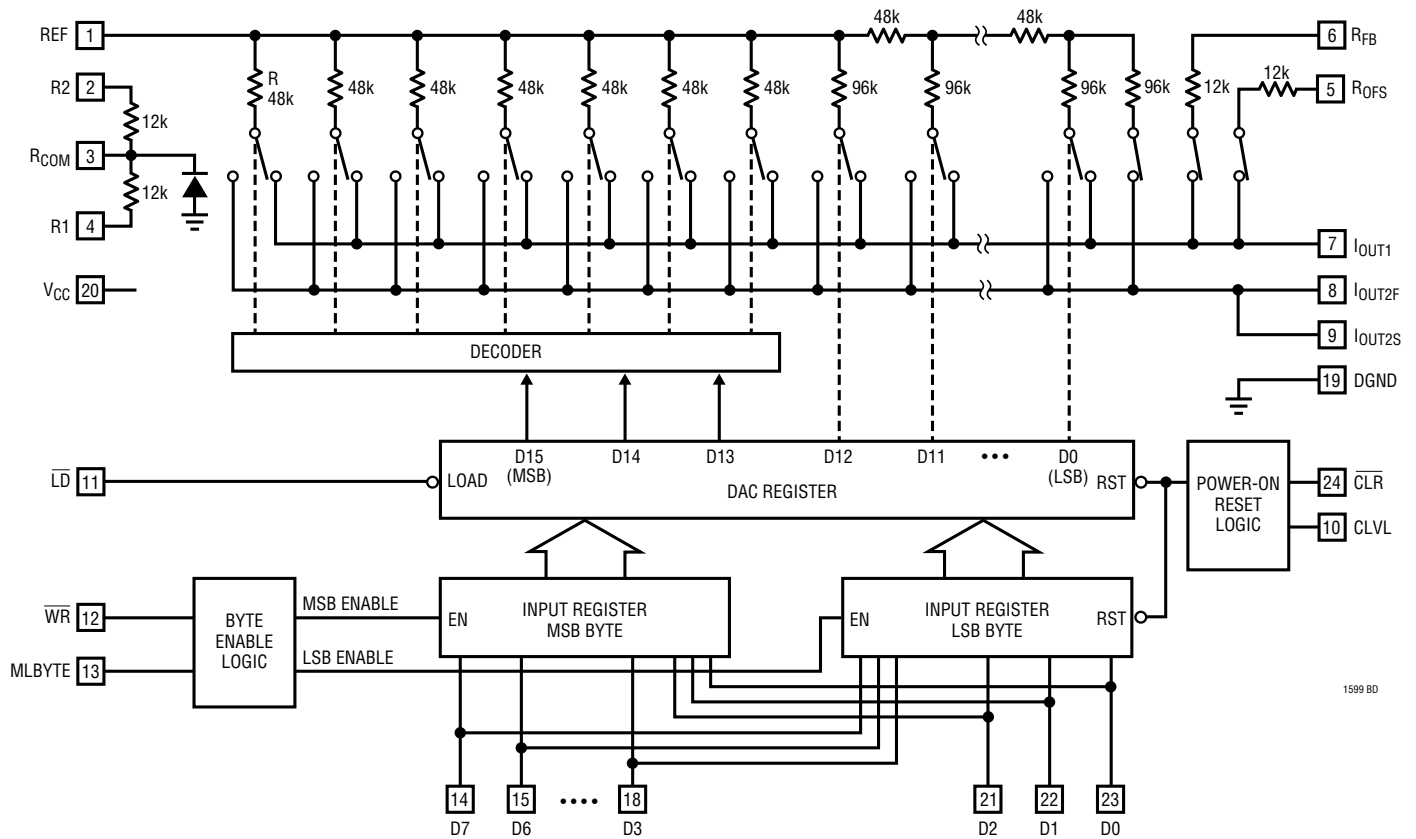 48k 48k
REF 1 6 RFB
R 48k 48k 48k 48k 48k 48k 48k 96k 96k 96k 96k 12k 12k
5 ROFS
R2 2
12k
RCOM 3
12k
R1 4
7 IOUT1
VCC 20
8 IOUT2F
9 IOUT2S
DECODER
19 DGND
D15 (MSB) D14 D13 D12 D11 ••• D0 (LSB)
LD 11 LOAD DAC REGISTER RST
POWER-ON
RESET
LOGIC
24 CLR
10 CLVL
WR 12
MLBYTE 13
BYTE
ENABLE
LOGIC
MSB ENABLE
LSB ENABLE
EN INPUT REGISTER
MSB BYTE
EN INPUT REGISTER RST
LSB BYTE
1599 BD
14 15 •••• 18 21 22 23
D7 D6 D3 D2 D1 D0